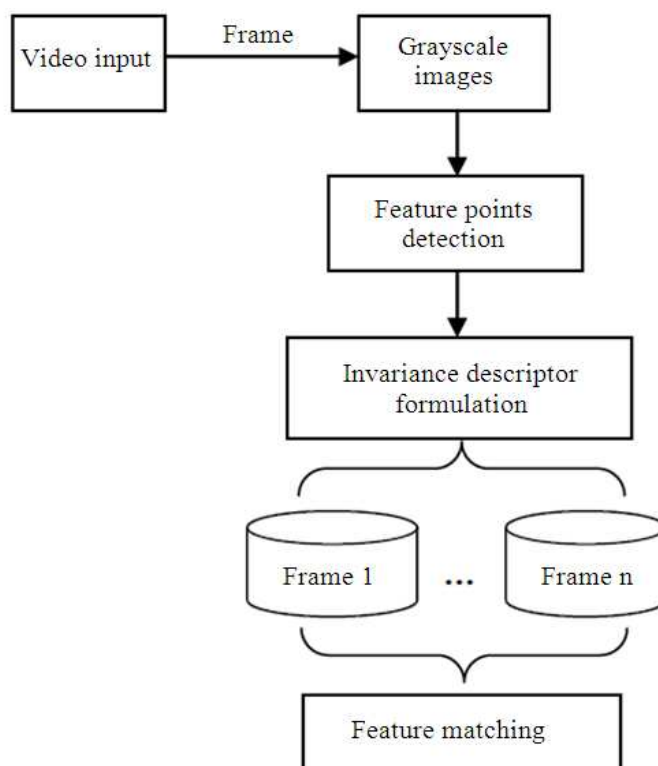 Frame
Video input
Grayscale
images
Feature points
detection
Invariance descriptor
formulation
Frame 1
...
Frame n
Feature matching